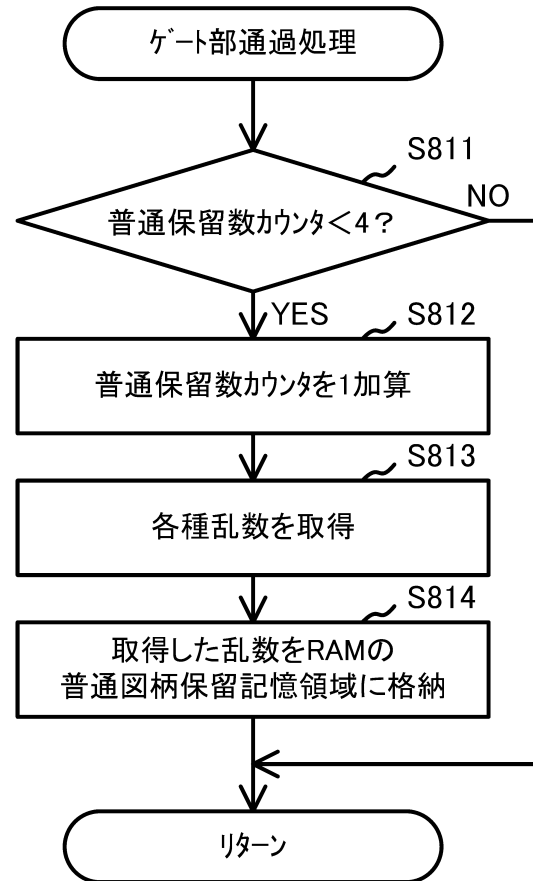 ｹﾞｰﾄ部通過処理
S811
NO
普通保留数ｶｳﾝﾀ＜4？
YES
S812
普通保留数ｶｳﾝﾀを1加算
S813
各種乱数を取得
S814
取得した乱数をRAMの
普通図柄保留記憶領域に格納
ﾘﾀｰﾝ